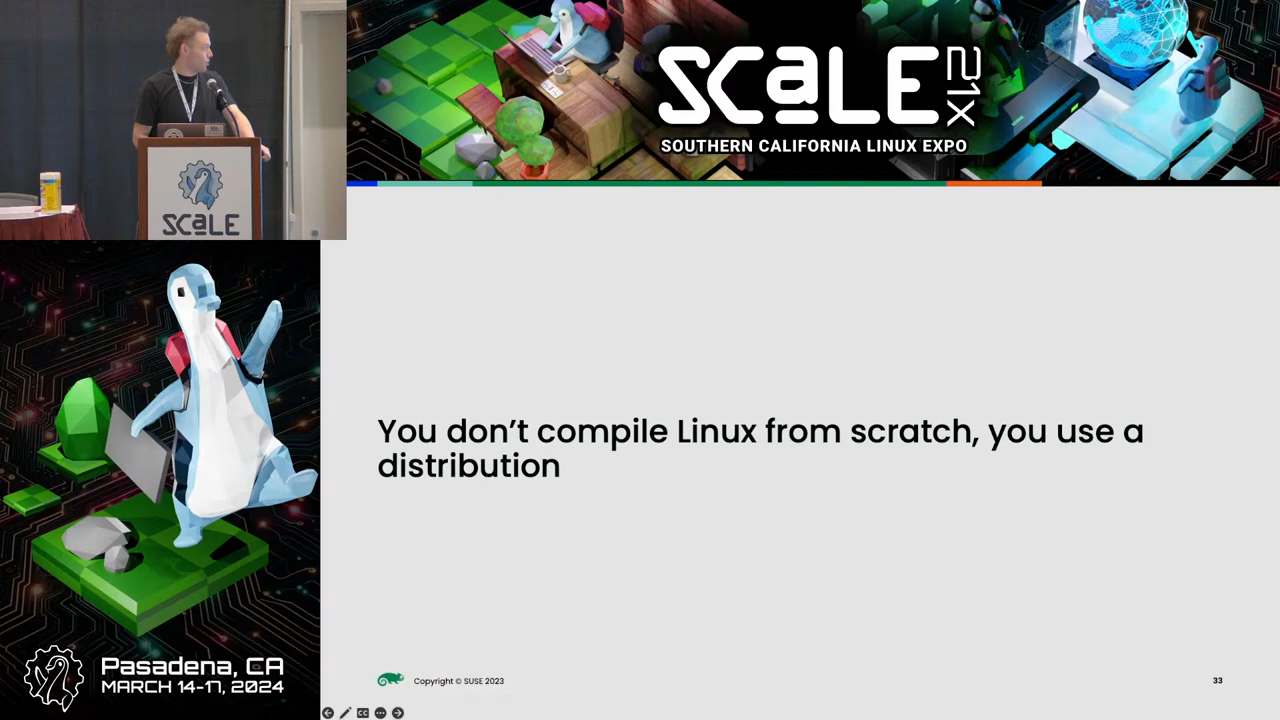 SCALE
21X
SOUTHERN CALIFORNIA LINUX EXPO
SCALE
You don't compile Linux from scratch, you use a
distribution
Pasadena, CA
MARCH 14-17, 2024
Copyright © SUSE 2023
33
CC